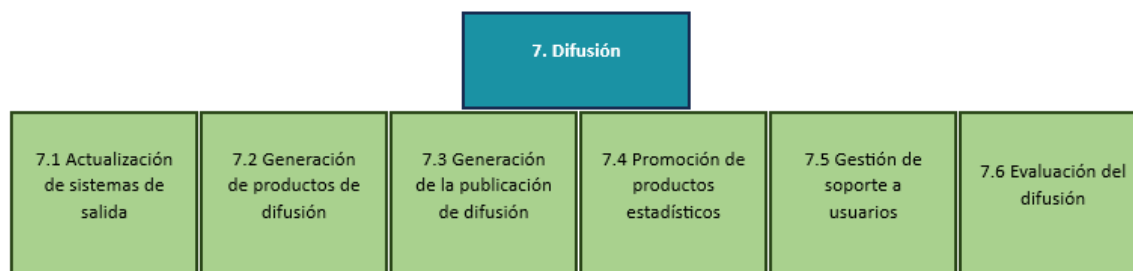 7. Difusión
7.1 Actualización
de sistemas de
salida
7.2 Generación
de productos de
difusión
7.3 Generación
de la publicación
de difusión
7.4 Promoción de
productos
estadísticos
7.5 Gestión de
soporte a
usuarios
7.6 Evaluación del
difusión